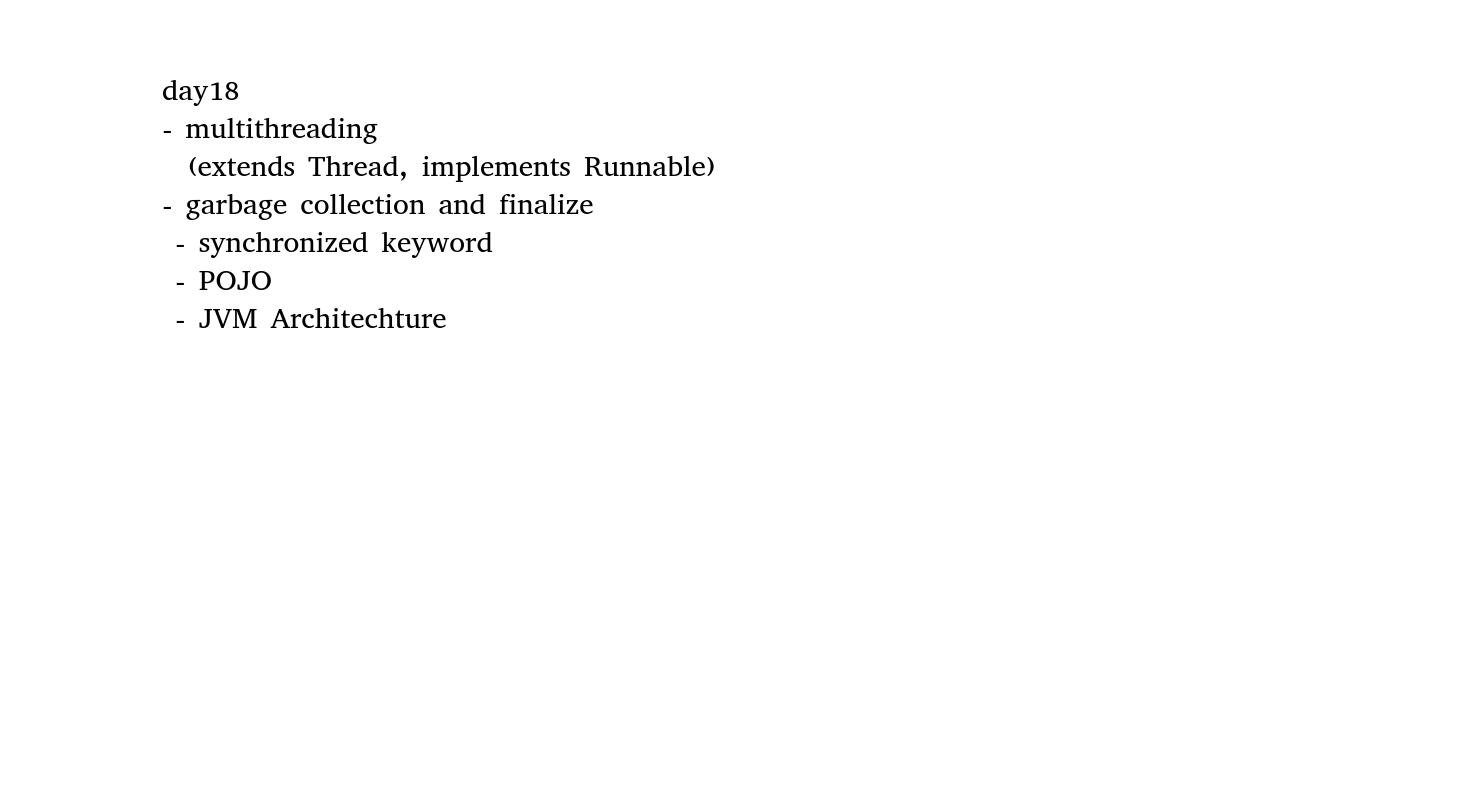 day18
- multithreading
(extends Thread, implements Runnable)
- garbage collection and finalize
- synchronized keyword
- POJO
- JVM Architechture